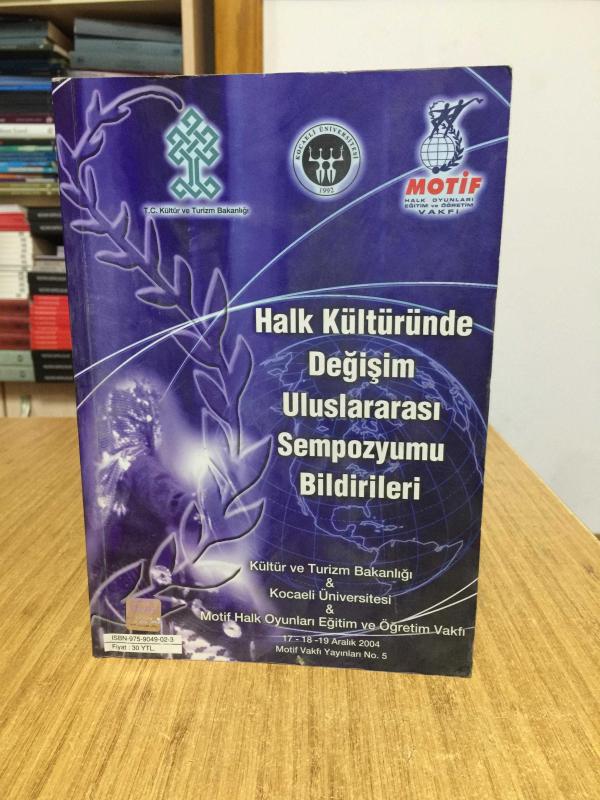 T.C. Kültür ve Turizm Bakanlığı
KOCAELİ ÜNİVERSİTESİ
1992
MOTİF
HALK OYUNLARI
EĞİTİM ve ÖĞRETİM
VAKFI
Halk Kültüründe
Değişim
Uluslararası
Sempozyumu
Bildirileri
Kültür ve Turizm Bakanlığı
&
Kocaeli Üniversitesi
&
Motif Halk Oyunları Eğitim ve Öğretim Vakfı
17 - 18 -19 Aralık 2004
Motif Vakfı Yayınları No. 5
ISBN-975-9049-02-3
Fiyat : 30 YTL.